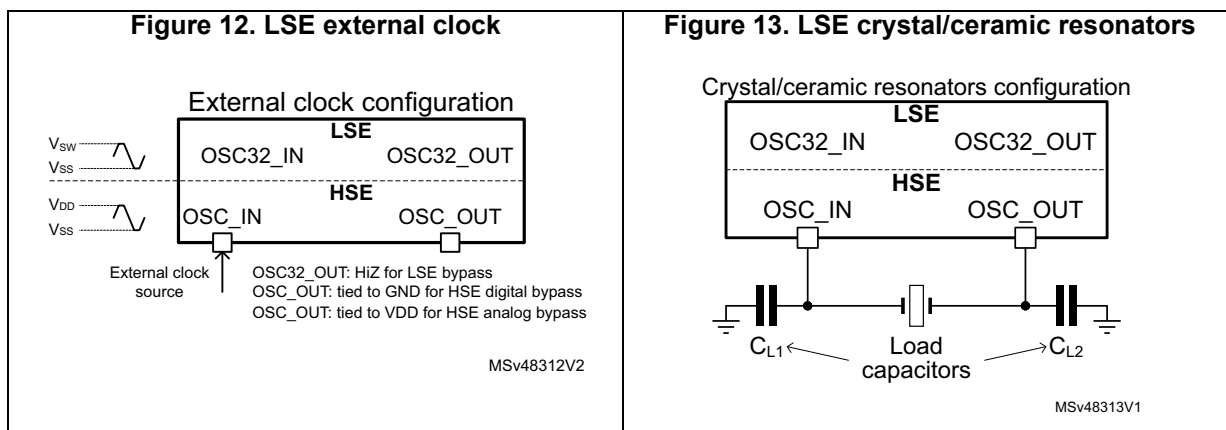 Figure 12. LSE external clock
External clock configuration
LSE
OSC32_IN OSC32_OUT
HSE
OSC_IN OSC_OUT
VSW
VSS
VDD
VSS
External clock
source
OSC32_OUT: HiZ for LSE bypass
OSC_OUT: tied to GND for HSE digital bypass
OSC_OUT: tied to VDD for HSE analog bypass
MSv48312V2
Figure 13. LSE crystal/ceramic resonators
Crystal/ceramic resonators configuration
LSE
OSC32_IN OSC32_OUT
HSE
OSC_IN OSC_OUT
CL1 Load CL2
capacitors
MSv48313V1